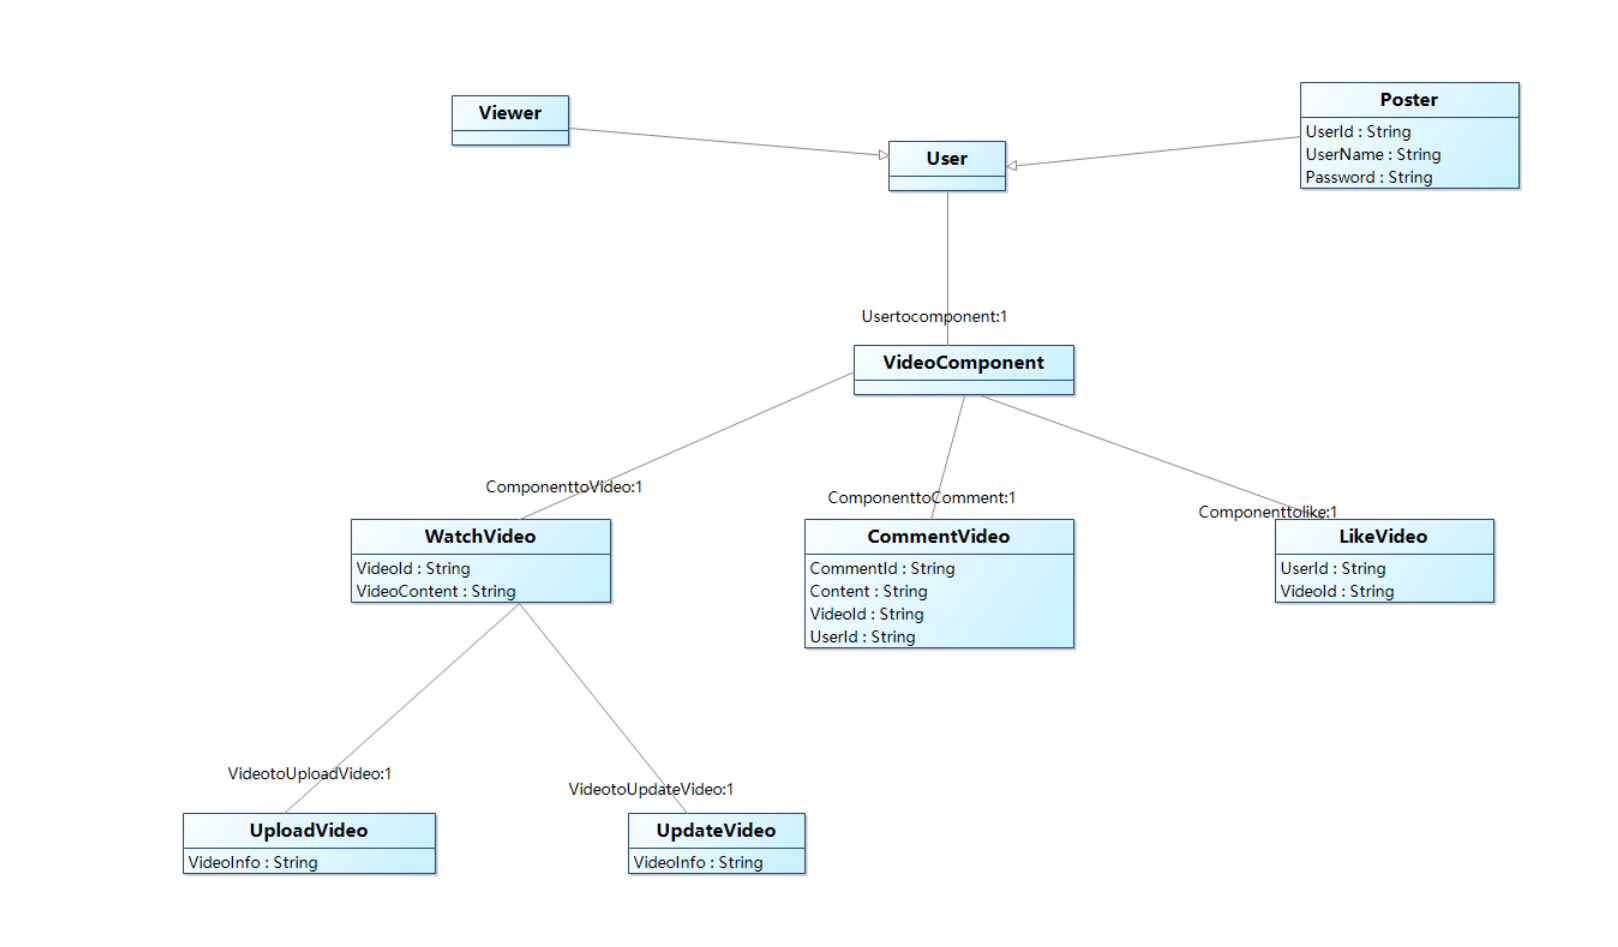 Viewer
User
Poster
UserId : String
UserName : String
Password : String
Usertocomponent:1
VideoComponent
ComponenttoVideo:1
ComponenttoComment:1
Componenttolike:1
WatchVideo
VideoId : String
VideoContent : String
CommentVideo
CommentId : String
Content : String
VideoId : String
UserId : String
LikeVideo
UserId : String
VideoId : String
VideotoUploadVideo:1
VideotoUpdateVideo:1
UploadVideo
VideoInfo : String
UpdateVideo
VideoInfo : String